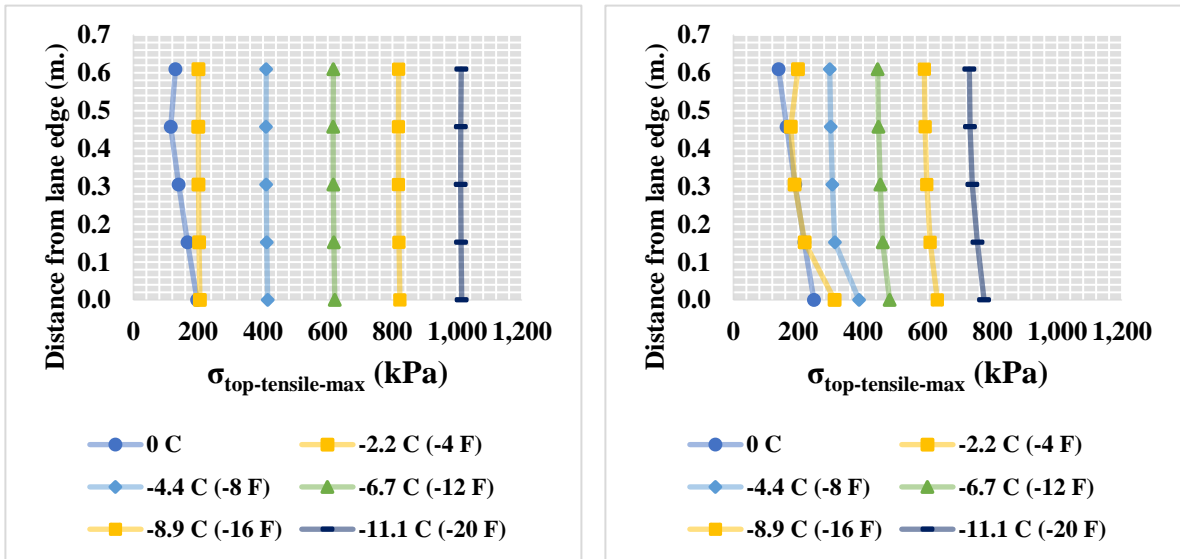 0.7
0.6
0.5
0.4
0.3
0.2
0.1
0.0
Distance from lane edge (m.)
0 200 400 600 800 1,000 1,200
σtop-tensile-max (kPa)
0 C -2.2 C (-4 F)
-4.4 C (-8 F) -6.7 C (-12 F)
-8.9 C (-16 F) -11.1 C (-20 F)
0.7
0.6
0.5
0.4
0.3
0.2
0.1
0.0
Distance from lane edge (m.)
0 200 400 600 800 1,000 1,200
σtop-tensile-max (kPa)
0 C -2.2 C (-4 F)
-4.4 C (-8 F) -6.7 C (-12 F)
-8.9 C (-16 F) -11.1 C (-20 F)